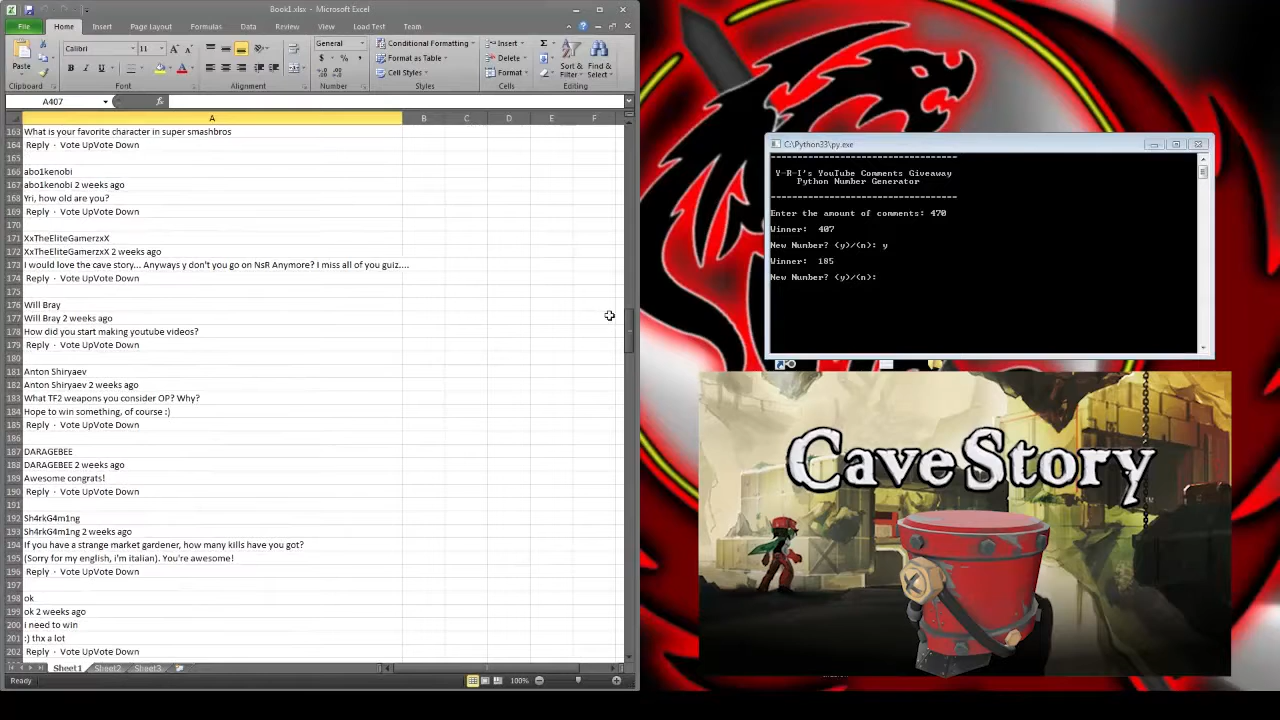 Book1.xlsx - Microsoft Excel
File Home Insert Page Layout Formulas Data Review View Load Test Team
Paste
Calibri 11
General
Conditional Formatting
Format as Table
Cell Styles
Insert
Delete
Format
Sort & Filter
Find & Select
Clipboard Font Alignment Number Styles Cells Editing
A407
fx
A B C D E F
163 What is your favorite character in super smashbros
164 Reply · Vote UpVote Down
165
166 abo1kenobi
167 abo1kenobi 2 weeks ago
168 Yri, how old are you?
169 Reply · Vote UpVote Down
170
171 XxTheEliteGamerzxX
172 XxTheEliteGamerzxX 2 weeks ago
173 I would love the cave story... Anyways y don't you go on NsR Anymore? I miss all of you guiz....
174 Reply · Vote UpVote Down
175
176 Will Bray
177 Will Bray 2 weeks ago
178 How did you start making youtube videos?
179 Reply · Vote UpVote Down
180
181 Anton Shiryaev
182 Anton Shiryaev 2 weeks ago
183 What TF2 weapons you consider OP? Why?
184 Hope to win something, of course :)
185 Reply · Vote UpVote Down
186
187 DARAGEBEE
188 DARAGEBEE 2 weeks ago
189 Awesome congrats!
190 Reply · Vote UpVote Down
191
192 Sh4rkG4m1ng
193 Sh4rkG4m1ng 2 weeks ago
194 If you have a strange market gardener, how many kills have you got?
195 (Sorry for my english, i'm italian). You're awesome!
196 Reply · Vote UpVote Down
197
198 ok
199 ok 2 weeks ago
200 i need to win
201 :) thx a lot
202 Reply · Vote UpVote Down
Sheet1 Sheet2 Sheet3
Ready
100%
C:\Python33\py.exe
Y-R-I's YouTube Comments Giveaway
Python Number Generator
Enter the amount of comments: 470
Winner: 407
New Number? (y)/(n): y
Winner: 185
New Number? (y)/(n):
Cave Story